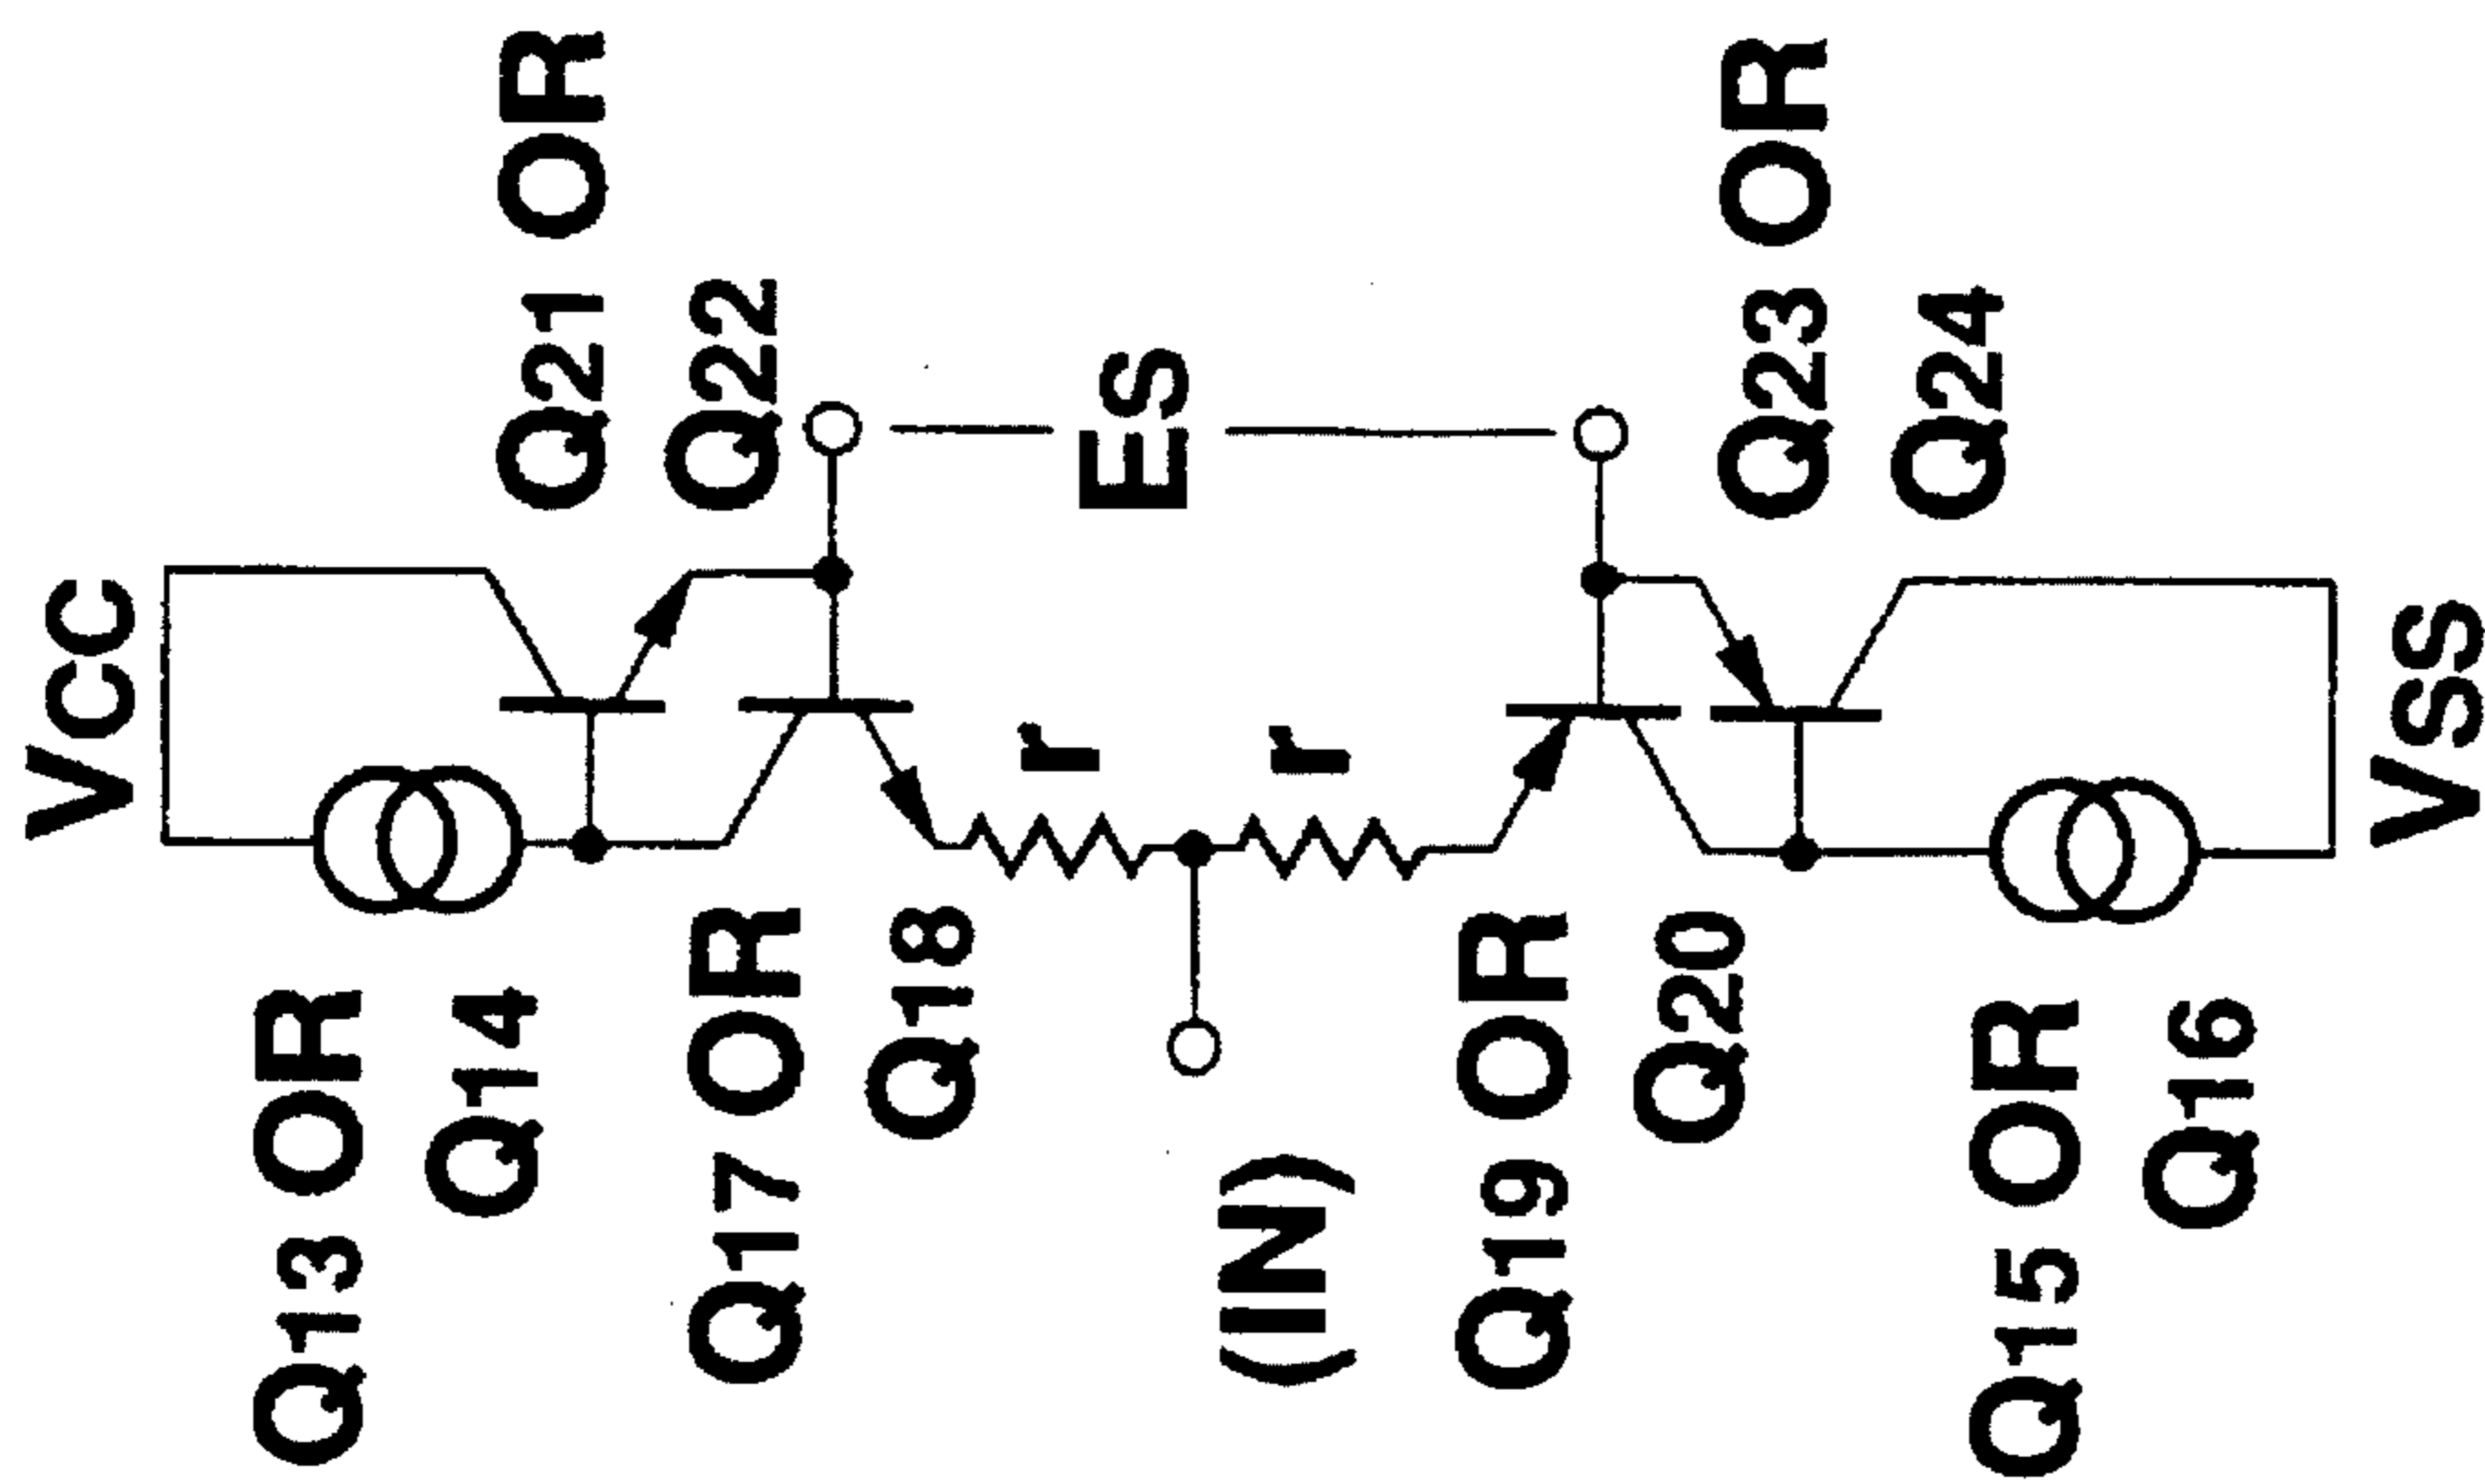 Vcc
Q13 OR
Q14
Q21 OR
Q22
Q17 OR
Q18
r
Es
(IN)
r
Q19 OR
Q20
Q23 OR
Q24
Q15 OR
Q16
Vss